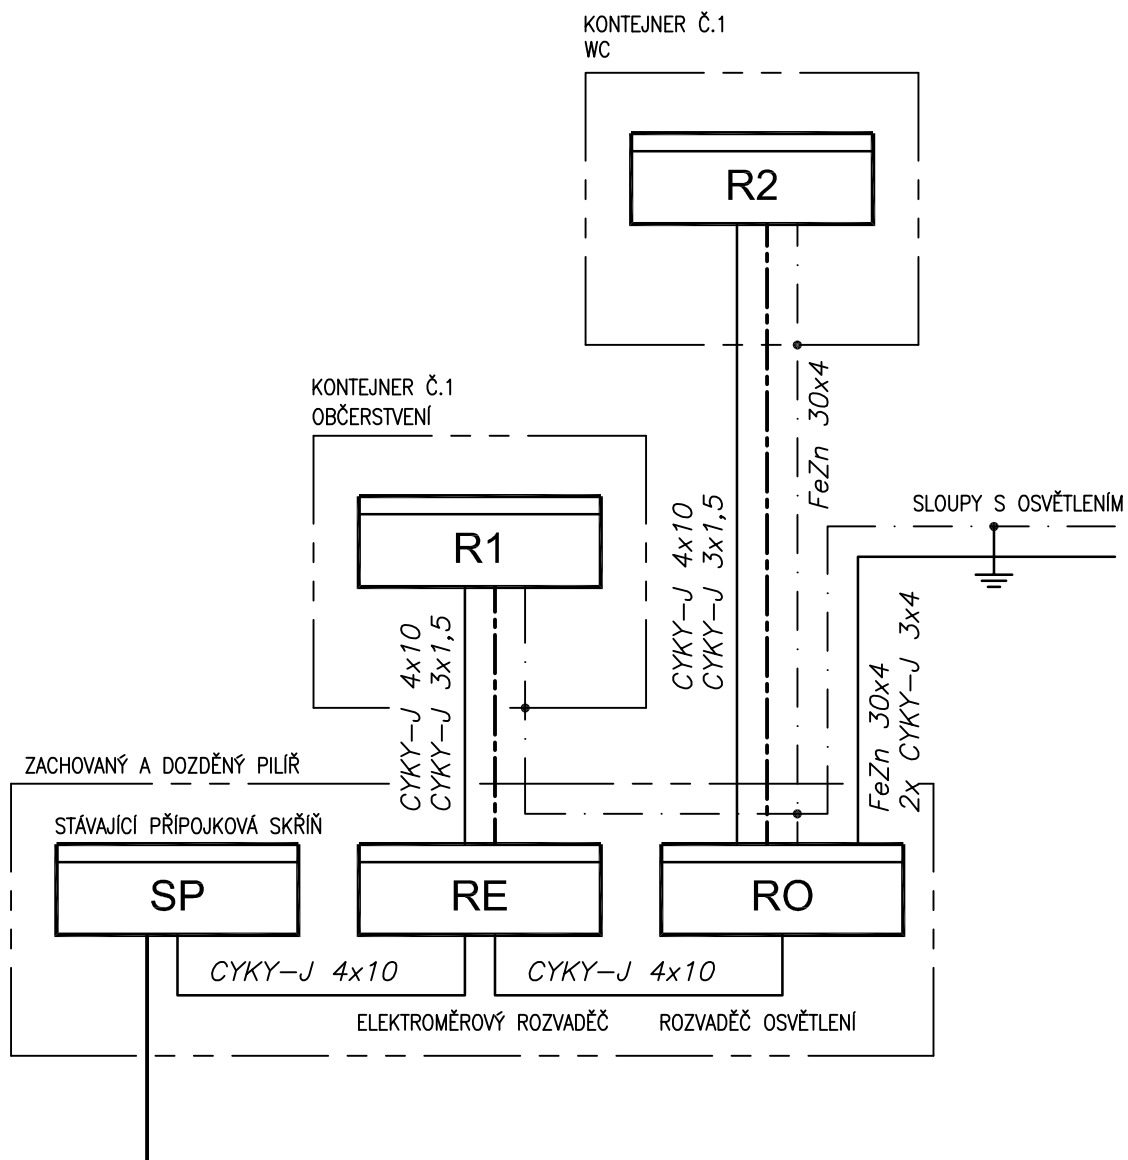 KONTEJNER Č.1
WC
R2
FeZn 30x4
CYKY-J 4x10
CYKY-J 3x1,5
KONTEJNER Č.1
OBČERSTVENÍ
R1
CYKY-J 4x10
CYKY-J 3x1,5
SLOUPY S OSVĚTLENÍM
FeZn 30x4
2x CYKY-J 3x4
ZACHOVANÝ A DOZDĚNÝ PILÍŘ
STÁVAJÍCÍ PŘÍPOJKOVÁ SKŘÍŇ
SP
RE
RO
CYKY-J 4x10
CYKY-J 4x10
ELEKTROMĚROVÝ ROZVADĚČ
ROZVADĚČ OSVĚTLENÍ